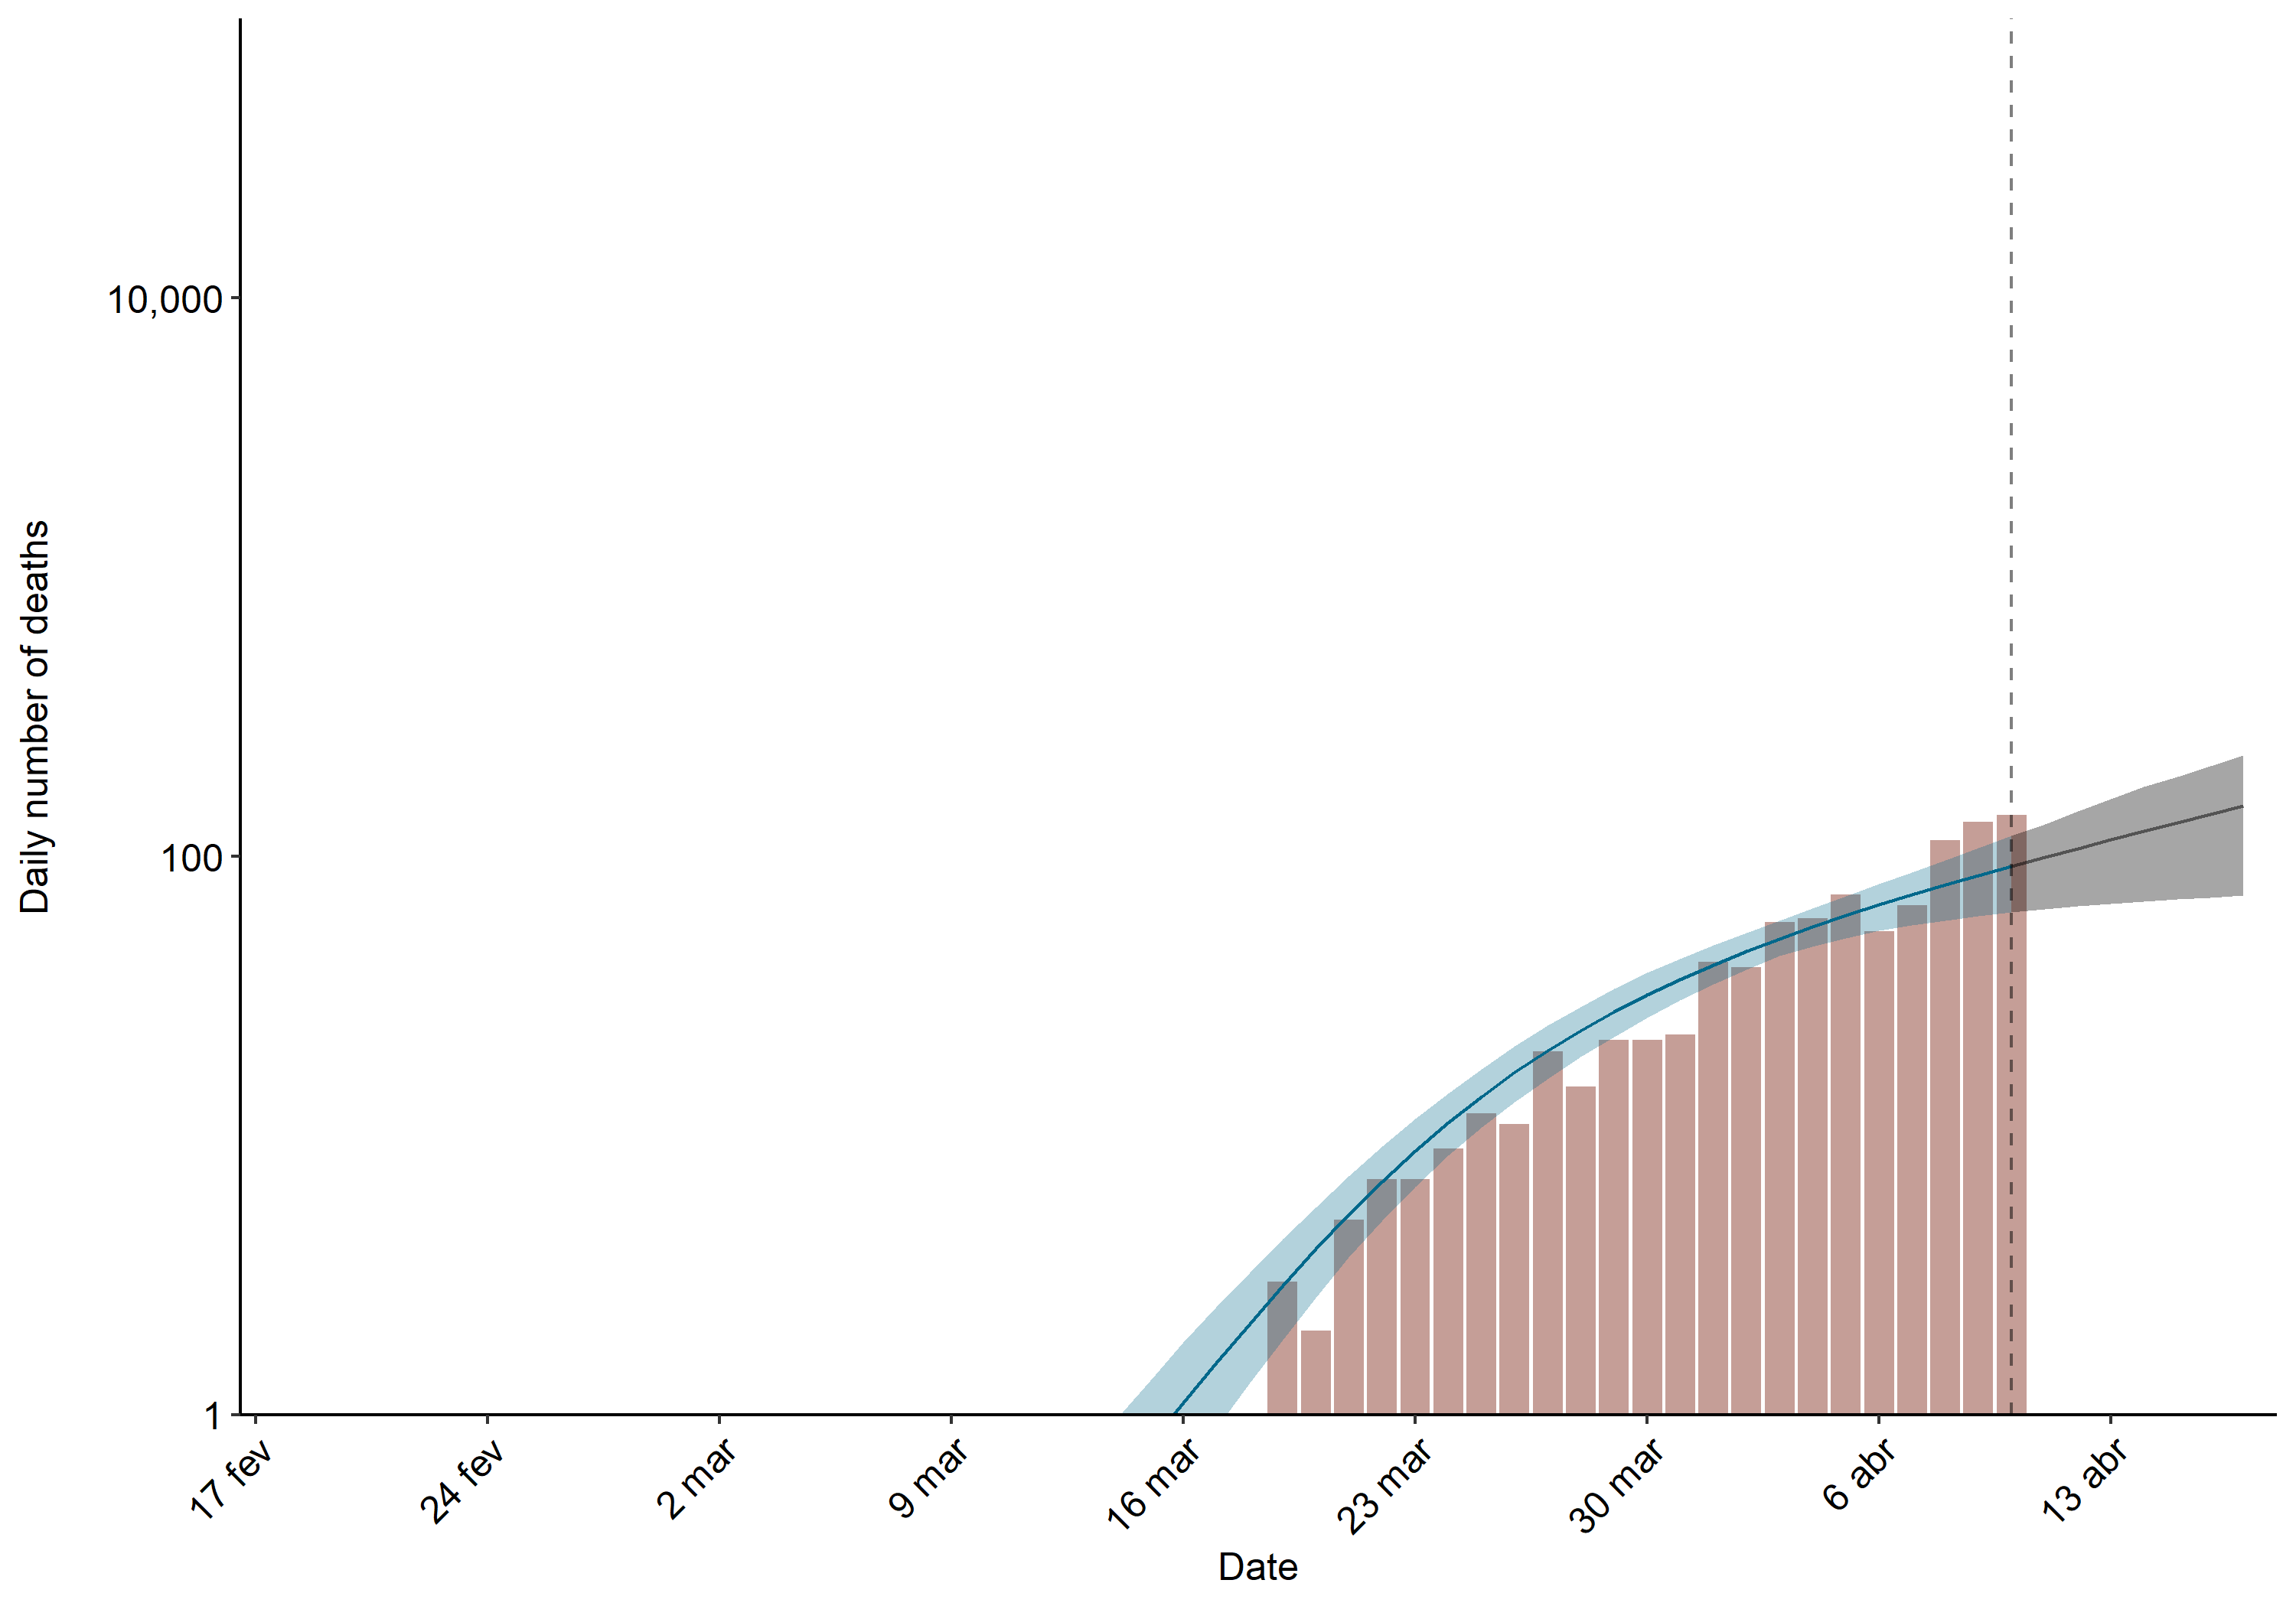 Daily number of deaths
10,000
100
1
17 fev
24 fev
2 mar
9 mar
16 mar
23 mar
30 mar
6 abr
13 abr
Date